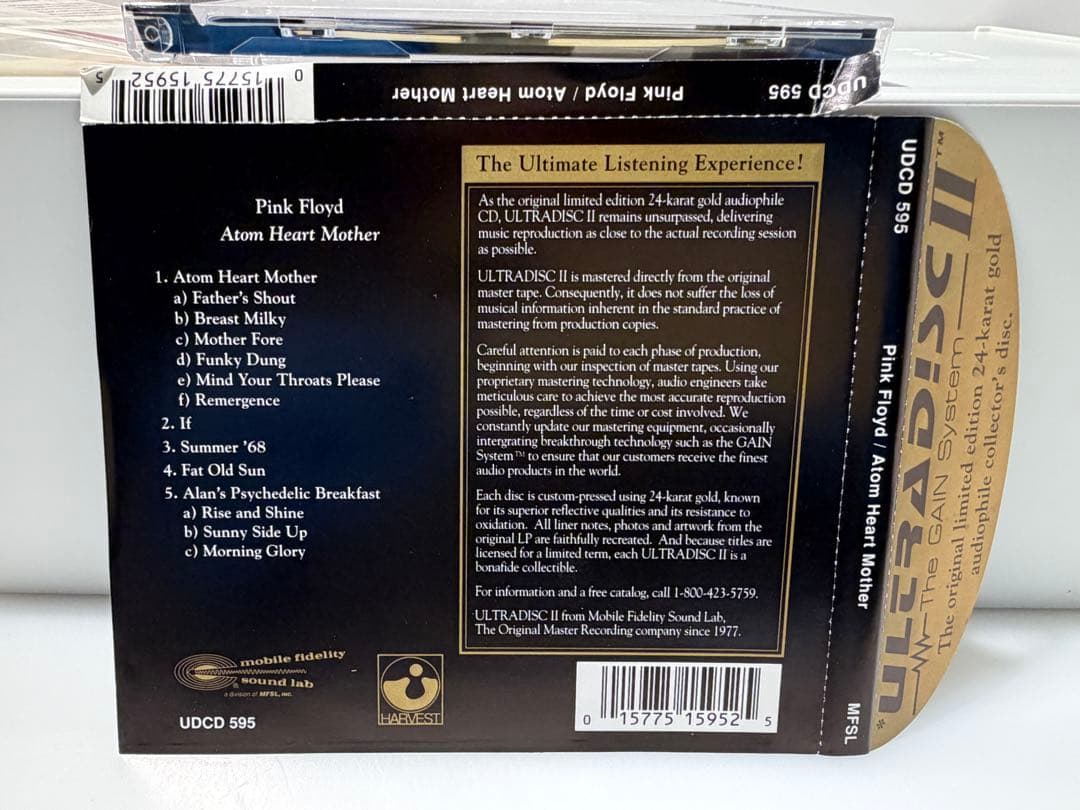 0 15775 15952 5
Pink Floyd / Atom Heart Mother
UDCD 595
Pink Floyd
Atom Heart Mother
1. Atom Heart Mother
a) Father's Shout
b) Breast Milky
c) Mother Fore
d) Funky Dung
e) Mind Your Throats Please
f) Remergence
2. If
3. Summer '68
4. Fat Old Sun
5. Alan's Psychedelic Breakfast
a) Rise and Shine
b) Sunny Side Up
c) Morning Glory
mobile fidelity
® sound lab
a division of MFSL, INC.
UDCD 595
HARVEST
The Ultimate Listening Experience!
As the original limited edition 24-karat gold audiophile
CD, ULTRADISC II remains unsurpassed, delivering
music reproduction as close to the actual recording session
as possible.
ULTRADISC II is mastered directly from the original
master tape. Consequently, it does not suffer the loss of
musical information inherent in the standard practice of
mastering from production copies.
Careful attention is paid to each phase of production,
beginning with our inspection of master tapes. Using our
proprietary mastering technology, audio engineers take
meticulous care to achieve the most accurate reproduction
possible, regardless of the time or cost involved. We
constantly update our mastering equipment, occasionally
intergrating breakthrough technology such as the GAIN
System™ to ensure that our customers receive the finest
audio products in the world.
Each disc is custom-pressed using 24-karat gold, known
for its superior reflective qualities and its resistance to
oxidation. All liner notes, photos and artwork from the
original LP are faithfully recreated. And because titles are
licensed for a limited term, each ULTRADISC II is a
bonafide collectible.
For information and a free catalog, call 1-800-423-5759.
ULTRADISC II from Mobile Fidelity Sound Lab,
The Original Master Recording company since 1977.
0 15775 15952 5
UDCD 595
Pink Floyd / Atom Heart Mother
MFSL
*ULTRADISC II™
The GAIN System
The original limited edition 24-karat gold
audiophile collector's disc.